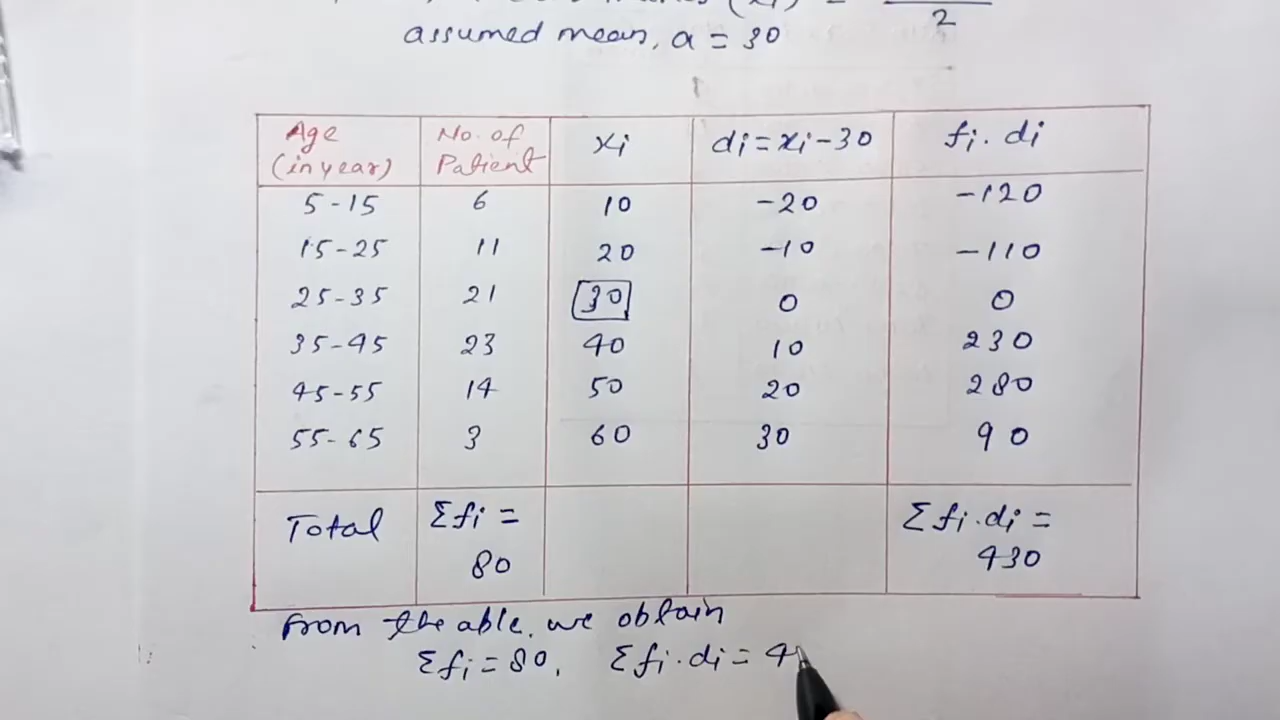 (xi) =
2
assumed mean, a = 30
Age (in year) No. of Patient xi di = xi - 30 fi. di
5 - 15 6 10 -20 -120
15 - 25 11 20 -10 -110
25 - 35 21 30 0 0
35 - 45 23 40 10 230
45 - 55 14 50 20 280
55 - 65 3 60 30 90
Total Σfi = 80 Σfi.di = 430
From the able, we obtain
Σfi = 80, Σfi.di = 4